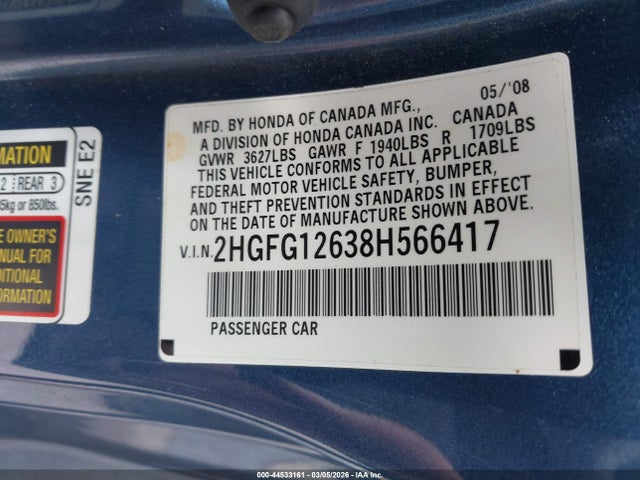 05/'08
MFD. BY HONDA OF CANADA MFG.,
A DIVISION OF HONDA CANADA INC. CANADA
GVWR 3627LBS GAWR F 1940LBS R 1709LBS
THIS VEHICLE CONFORMS TO ALL APPLICABLE
FEDERAL MOTOR VEHICLE SAFETY, BUMPER,
AND THEFT PREVENTION STANDARDS IN EFFECT
ON THE DATE OF MANUFACTURE SHOWN ABOVE.
V.I.N. 2HGFG12638H566417
PASSENGER CAR
MATION
2 REAR 3
5kg or 850lbs.
E OWNER'S
NUAL FOR
DITIONAL
FORMATION
SNE E2
000-44533161 - 03/05/2026 - IAA, Inc.